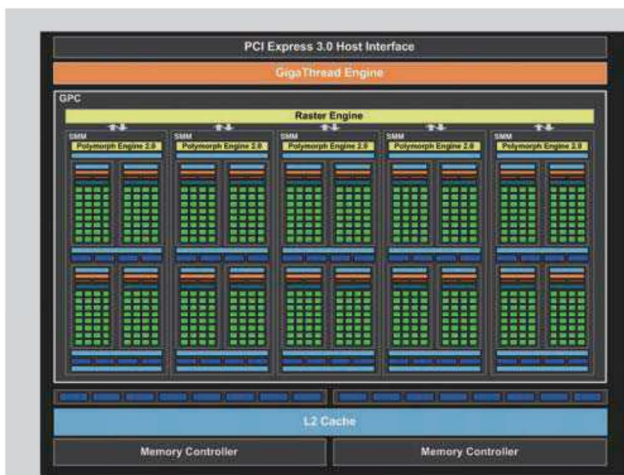 PCI Express 3.0 Host Interface
GigaThread Engine
GPC
Raster Engine
SMM SMM SMM SMM SMM
Polymorph Engine 2.0 Polymorph Engine 2.0 Polymorph Engine 2.0 Polymorph Engine 2.0 Polymorph Engine 2.0
L2 Cache
Memory Controller Memory Controller